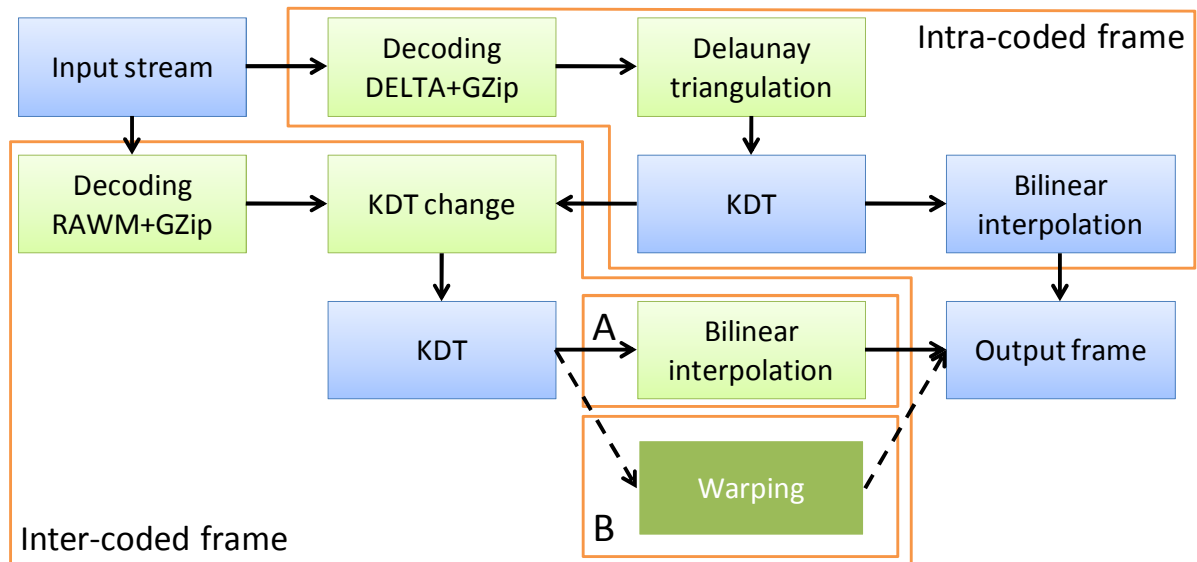 Input stream
Decoding
DELTA+GZip
Delaunay
triangulation
Intra-coded frame
Decoding
RAWM+GZip
KDT change
KDT
Bilinear
interpolation
KDT
A
Bilinear
interpolation
Output frame
B
Warping
Inter-coded frame